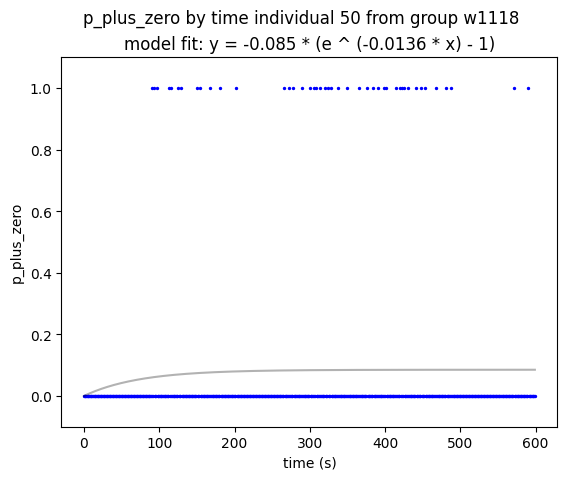 p_plus_zero by time individual 50 from group w1118
model fit: y = -0.085 * (e ^ (-0.0136 * x) - 1)
1.0
0.8
0.6
0.4
0.2
0.0
p_plus_zero
0 100 200 300 400 500 600
time (s)